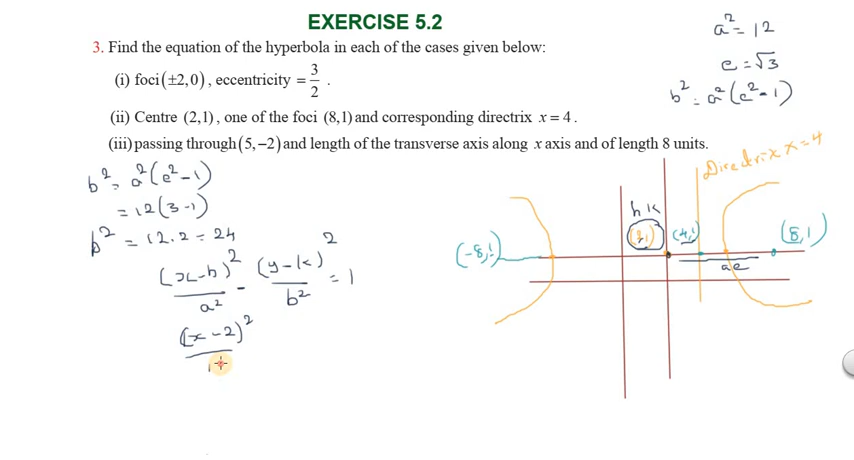 EXERCISE 5.2
3. Find the equation of the hyperbola in each of the cases given below:
(i) foci(±2,0), eccentricity = 3/2 .
(ii) Centre (2,1), one of the foci (8,1) and corresponding directrix x = 4.
(iii) passing through(5,−2) and length of the transverse axis along x axis and of length 8 units.
a² = 12
e = √3
b² = a²(e²-1)
b² = a²(e²-1)
= 12(3-1)
b² = 12.2 = 24
(x-h)²/a² - (y-k)²/b² = 1
(x-2)²
Directrix x=4
h k
(4,1)
(8,1)
(-8,1)
ae